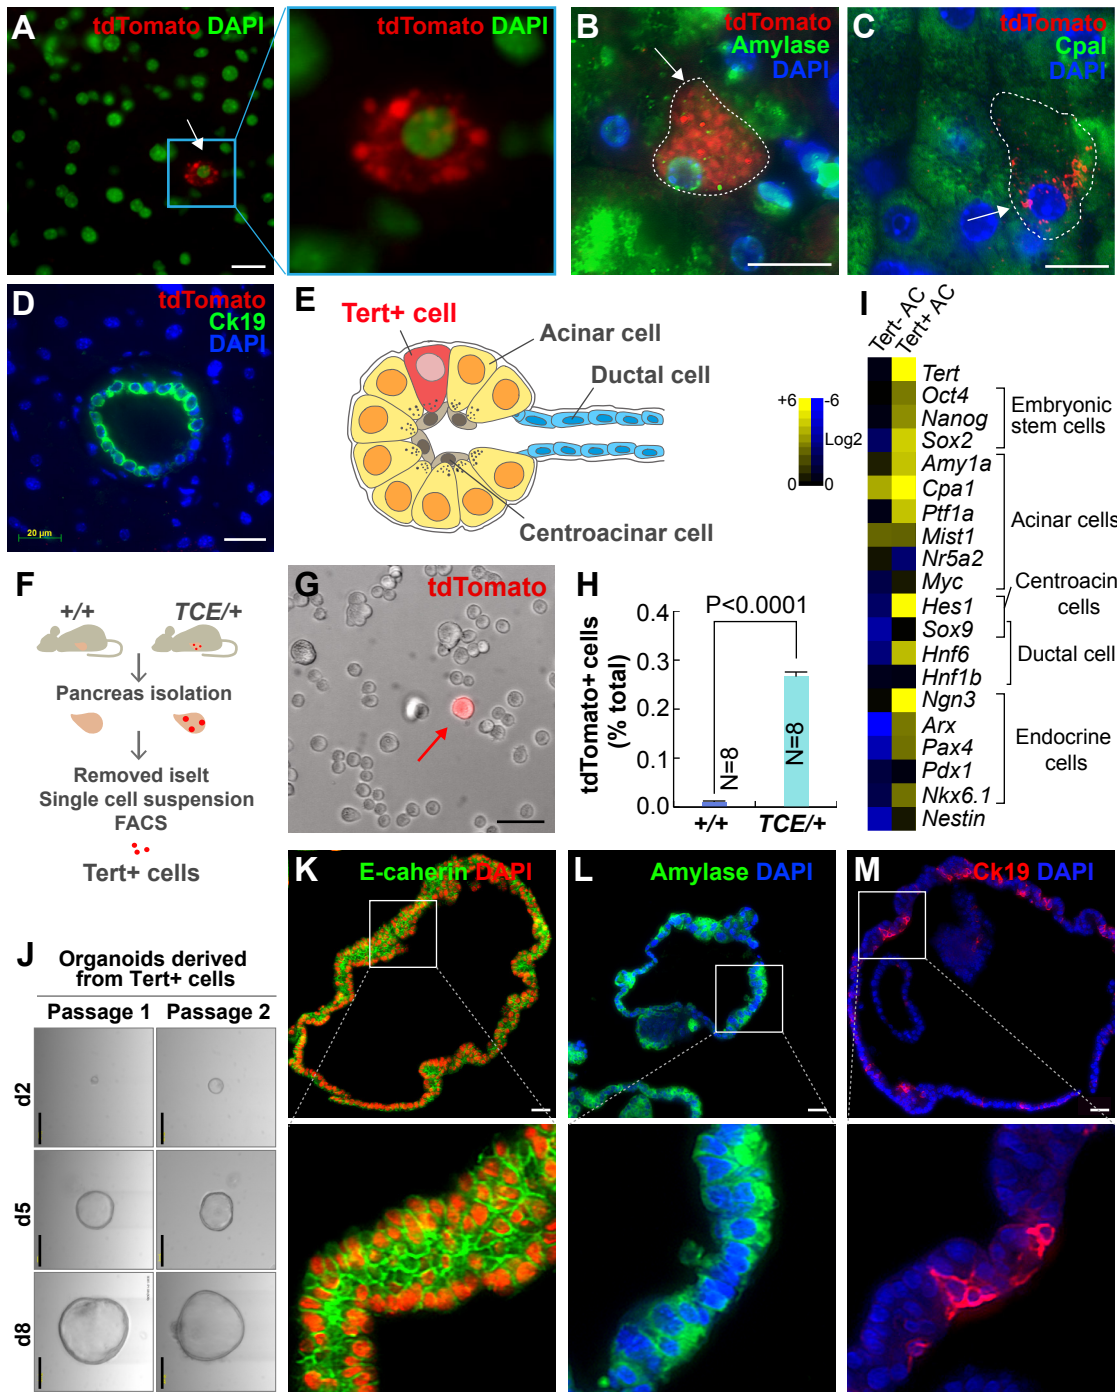 A
tdTomato DAPI
tdTomato DAPI
B
tdTomato
Amylase
DAPI
C
tdTomato
CpaI
DAPI
D
tdTomato
Ck19
DAPI
20 µm
E
Tert+ cell
Acinar cell
Ductal cell
Centroacinar cell
+6
-6
Log2
0
0
I
Tert- AC
Tert+ AC
Tert
Oct4
Nanog
Sox2
Amy1a
Cpa1
Ptf1a
Mist1
Nr5a2
Myc
Hes1
Sox9
Hnf6
Hnf1b
Ngn3
Arx
Pax4
Pdx1
Nkx6.1
Nestin
Embryonic
stem cells
Acinar cells
Centroacin
cells
Ductal cell
Endocrine
cells
F
+/+
TCE/+
Pancreas isolation
Removed iselt
Single cell suspension
FACS
Tert+ cells
G
tdTomato
H
tdTomato+ cells
(% total)
0.4
0.3
0.2
0.1
0.0
P<0.0001
N=8
N=8
+/+
TCE/+
J
Organoids derived
from Tert+ cells
Passage 1
Passage 2
d2
d5
d8
K
E-caherin DAPI
L
Amylase DAPI
M
Ck19 DAPI